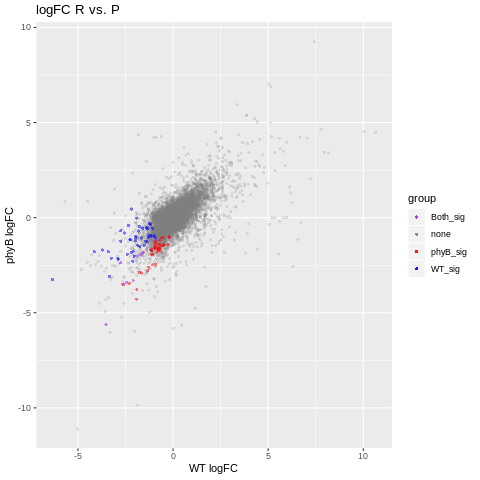 logFC R vs. P
10
5
0
-5
-10
phyB logFC
-5
0
5
10
WT logFC
group
Both_sig
none
phyB_sig
WT_sig